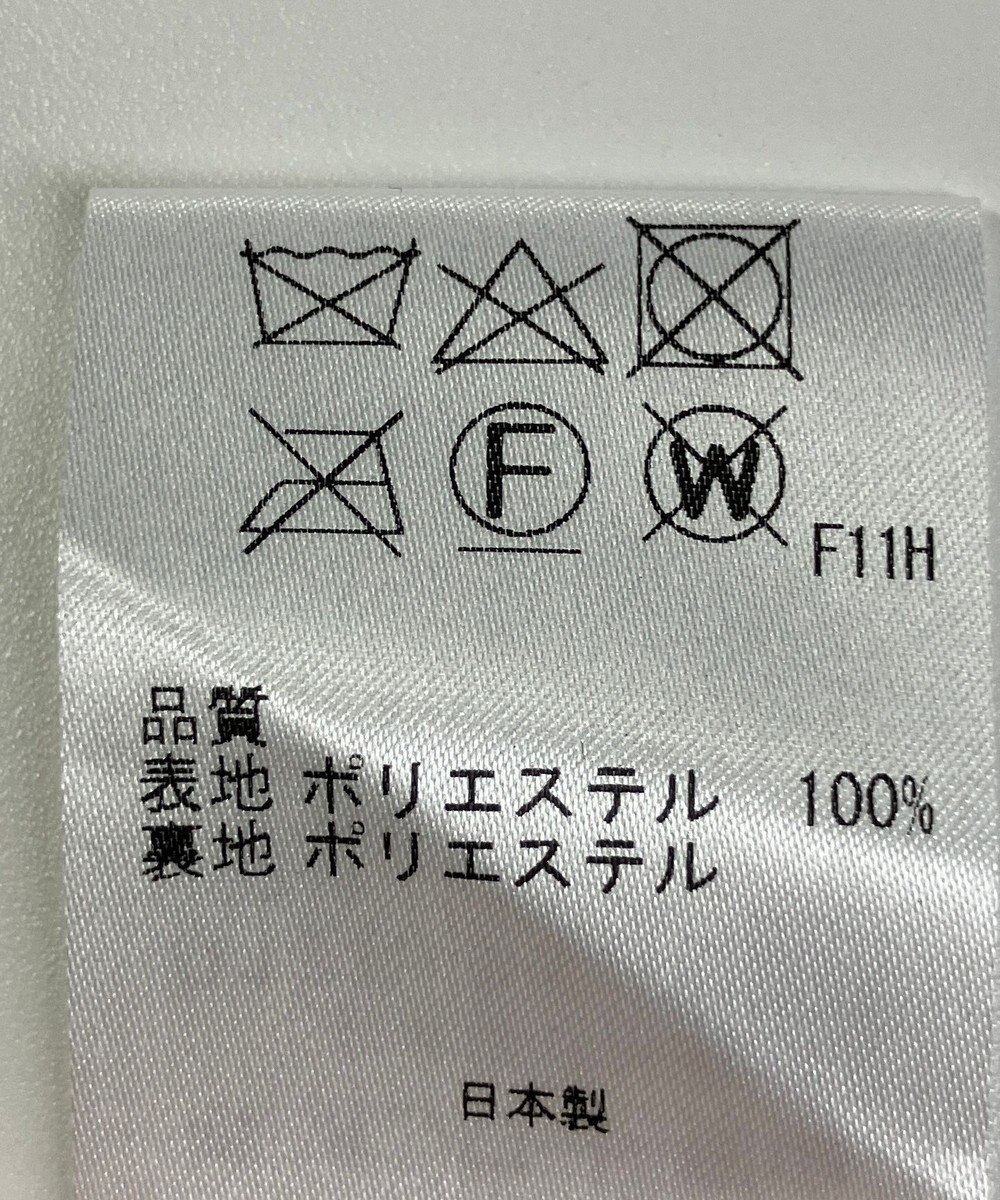 F W
F11H
品質
表地 ポリエステル 100%
裏地 ポリエステル
日本製